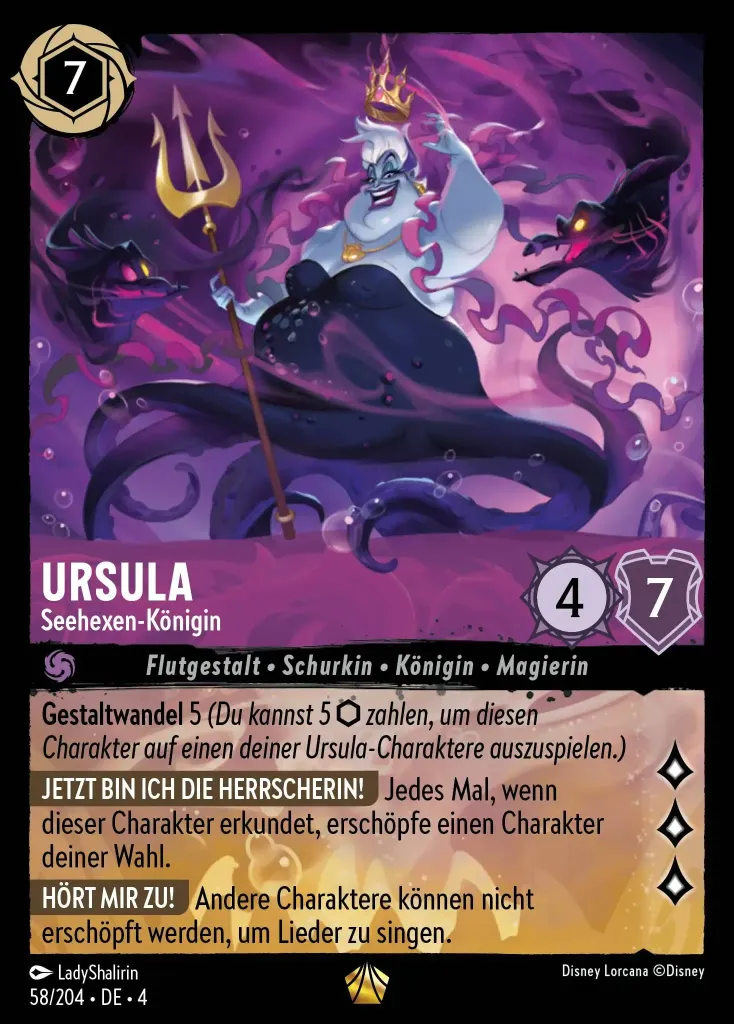 7
URSULA
Seehexen-Königin
4
7
Flutgestalt • Schurkin • Königin • Magierin
Gestaltwandel 5 (Du kannst 5 ⬡ zahlen, um diesen
Charakter auf einen deiner Ursula-Charaktere auszuspielen.)
JETZT BIN ICH DIE HERRSCHERIN! Jedes Mal, wenn
dieser Charakter erkundet, erschöpfe einen Charakter
deiner Wahl.
HÖRT MIR ZU! Andere Charaktere können nicht
erschöpft werden, um Lieder zu singen.
LadyShalirin
Disney Lorcana ©Disney
58/204 • DE • 4